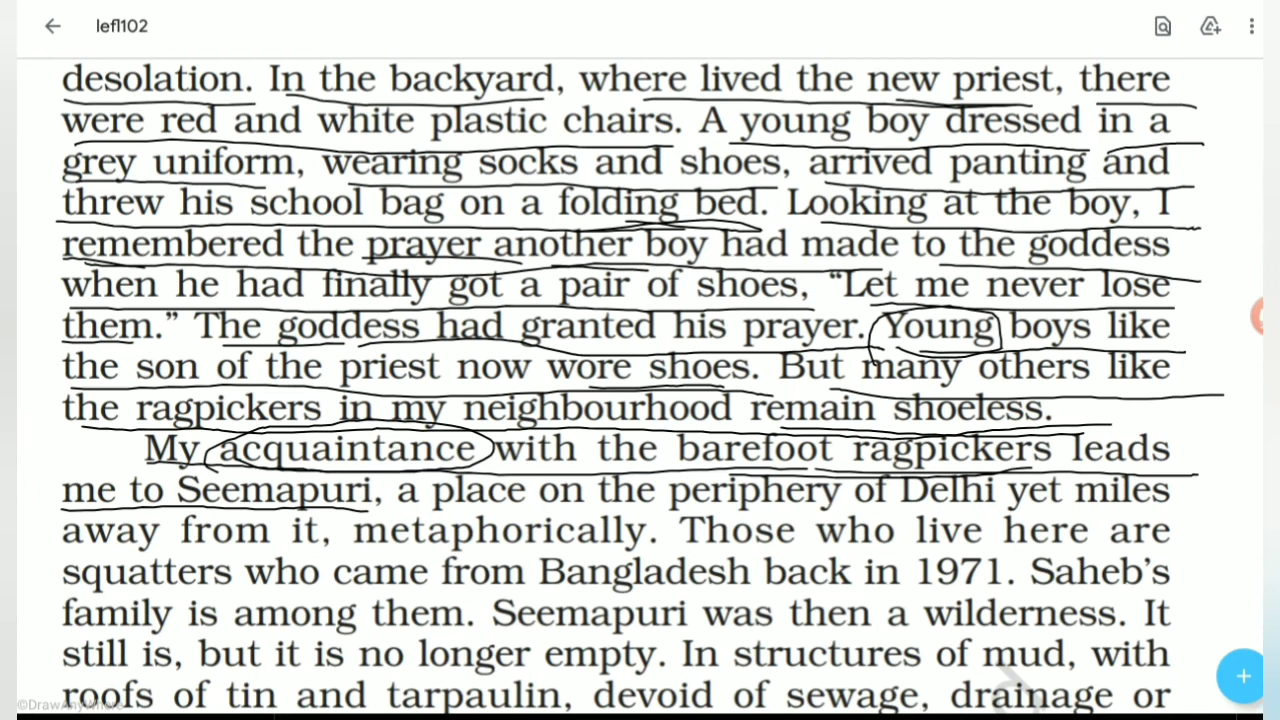 lefl102
desolation. In the backyard, where lived the new priest, there
were red and white plastic chairs. A young boy dressed in a
grey uniform, wearing socks and shoes, arrived panting and
threw his school bag on a folding bed. Looking at the boy, I
remembered the prayer another boy had made to the goddess
when he had finally got a pair of shoes, “Let me never lose
them.” The goddess had granted his prayer. Young boys like
the son of the priest now wore shoes. But many others like
the ragpickers in my neighbourhood remain shoeless.
My acquaintance with the barefoot ragpickers leads
me to Seemapuri, a place on the periphery of Delhi yet miles
away from it, metaphorically. Those who live here are
squatters who came from Bangladesh back in 1971. Saheb’s
family is among them. Seemapuri was then a wilderness. It
still is, but it is no longer empty. In structures of mud, with
roofs of tin and tarpaulin, devoid of sewage, drainage or
©DrawAnywhere